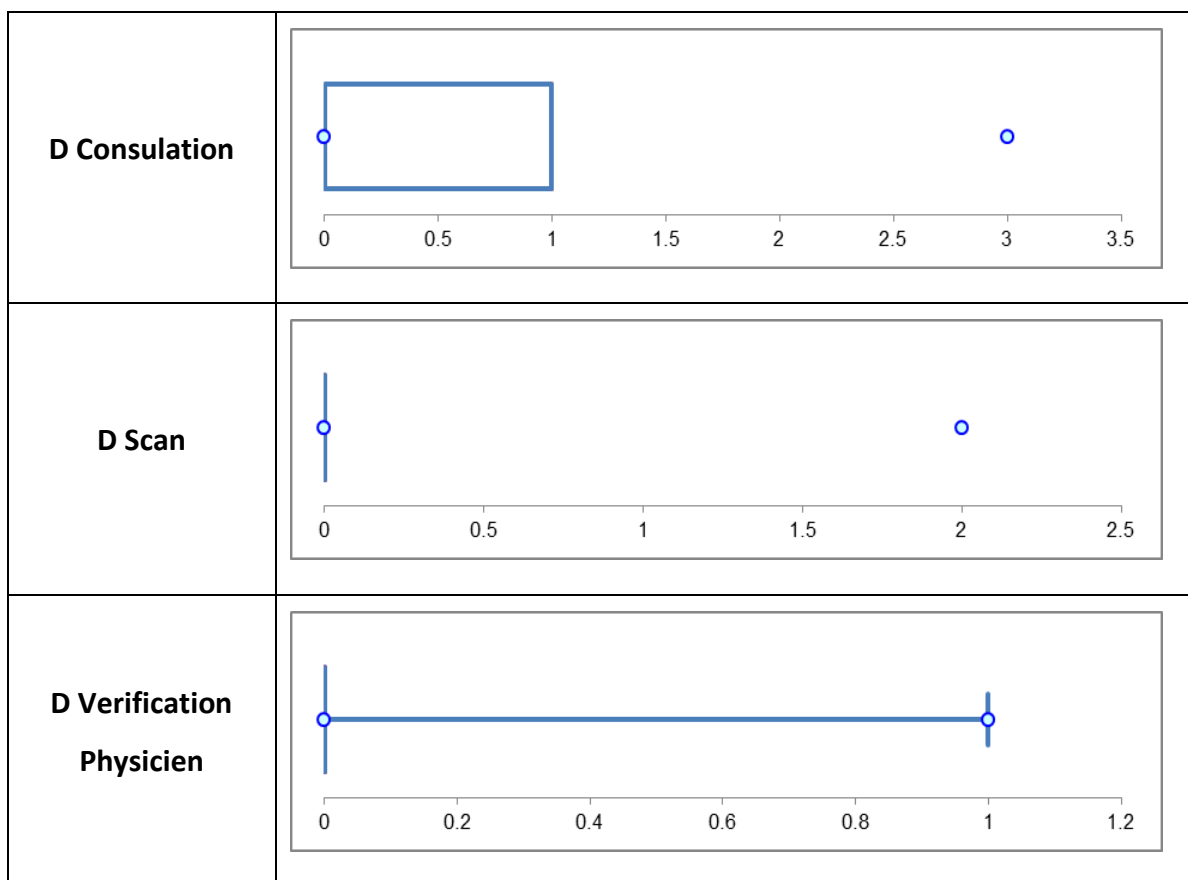 D Consulation
0 0.5 1 1.5 2 2.5 3 3.5
D Scan
0 0.5 1 1.5 2 2.5
D Verification
Physicien
0 0.2 0.4 0.6 0.8 1 1.2